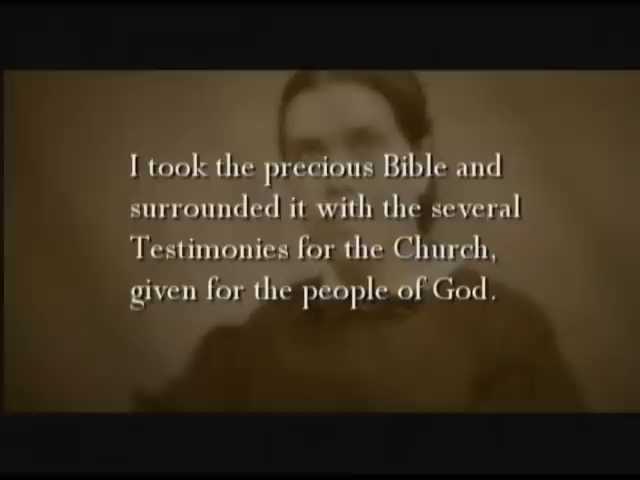 I took the precious Bible and
surrounded it with the several
Testimonies for the Church,
given for the people of God.